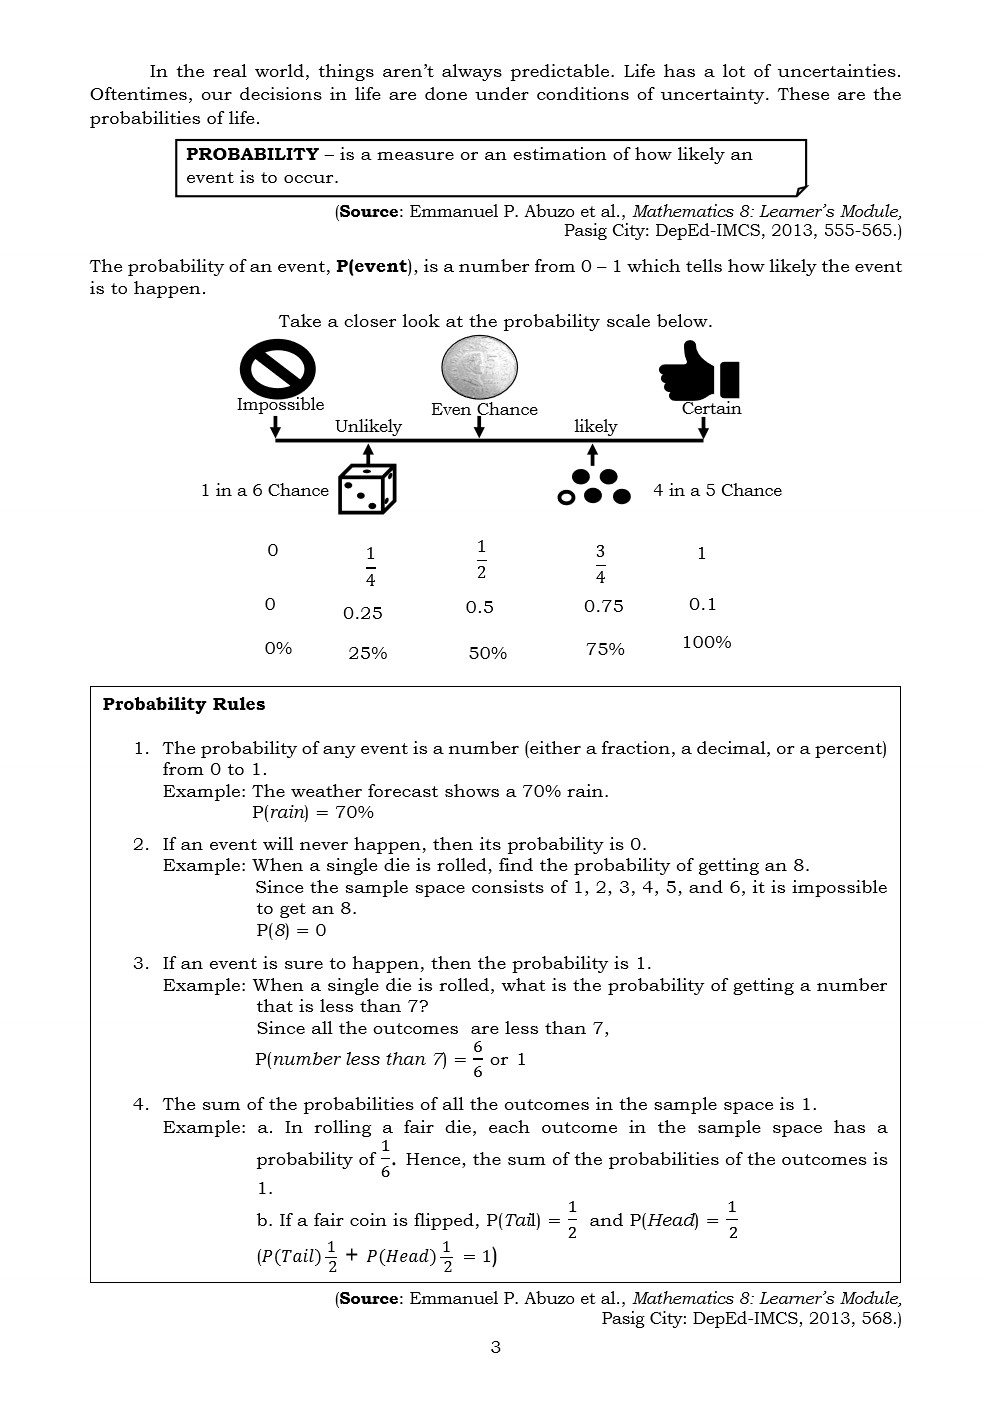 In the real world, things aren't always predictable. Life has a lot of uncertainties.
Oftentimes, our decisions in life are done under conditions of uncertainty. These are the
probabilities of life.
PROBABILITY – is a measure or an estimation of how likely an
event is to occur.
(Source: Emmanuel P. Abuzo et al., Mathematics 8: Learner's Module,
Pasig City: DepEd-IMCS, 2013, 555-565.)
The probability of an event, P(event), is a number from 0 – 1 which tells how likely the event
is to happen.
Take a closer look at the probability scale below.
Impossible Even Chance Certain
Unlikely likely
1 in a 6 Chance 4 in a 5 Chance
0 1/4 1/2 3/4 1
0 0.25 0.5 0.75 0.1
0% 25% 50% 75% 100%
Probability Rules
1. The probability of any event is a number (either a fraction, a decimal, or a percent)
from 0 to 1.
Example: The weather forecast shows a 70% rain.
P(rain) = 70%
2. If an event will never happen, then its probability is 0.
Example: When a single die is rolled, find the probability of getting an 8.
Since the sample space consists of 1, 2, 3, 4, 5, and 6, it is impossible
to get an 8.
P(8) = 0
3. If an event is sure to happen, then the probability is 1.
Example: When a single die is rolled, what is the probability of getting a number
that is less than 7?
Since all the outcomes are less than 7,
P(number less than 7) = 6/6 or 1
4. The sum of the probabilities of all the outcomes in the sample space is 1.
Example: a. In rolling a fair die, each outcome in the sample space has a
probability of 1/6. Hence, the sum of the probabilities of the outcomes is
1.
b. If a fair coin is flipped, P(Tail) = 1/2 and P(Head) = 1/2
(P(Tail) 1/2 + P(Head) 1/2 = 1)
(Source: Emmanuel P. Abuzo et al., Mathematics 8: Learner's Module,
Pasig City: DepEd-IMCS, 2013, 568.)
3